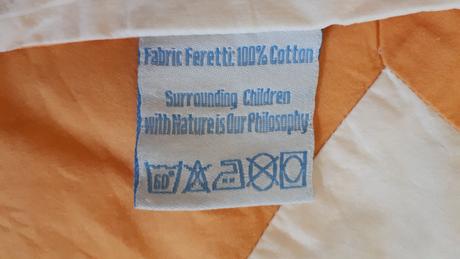 Fabric Feretti: 100% Cotton
Surrounding Children
with Nature is Our Philosophy
60°